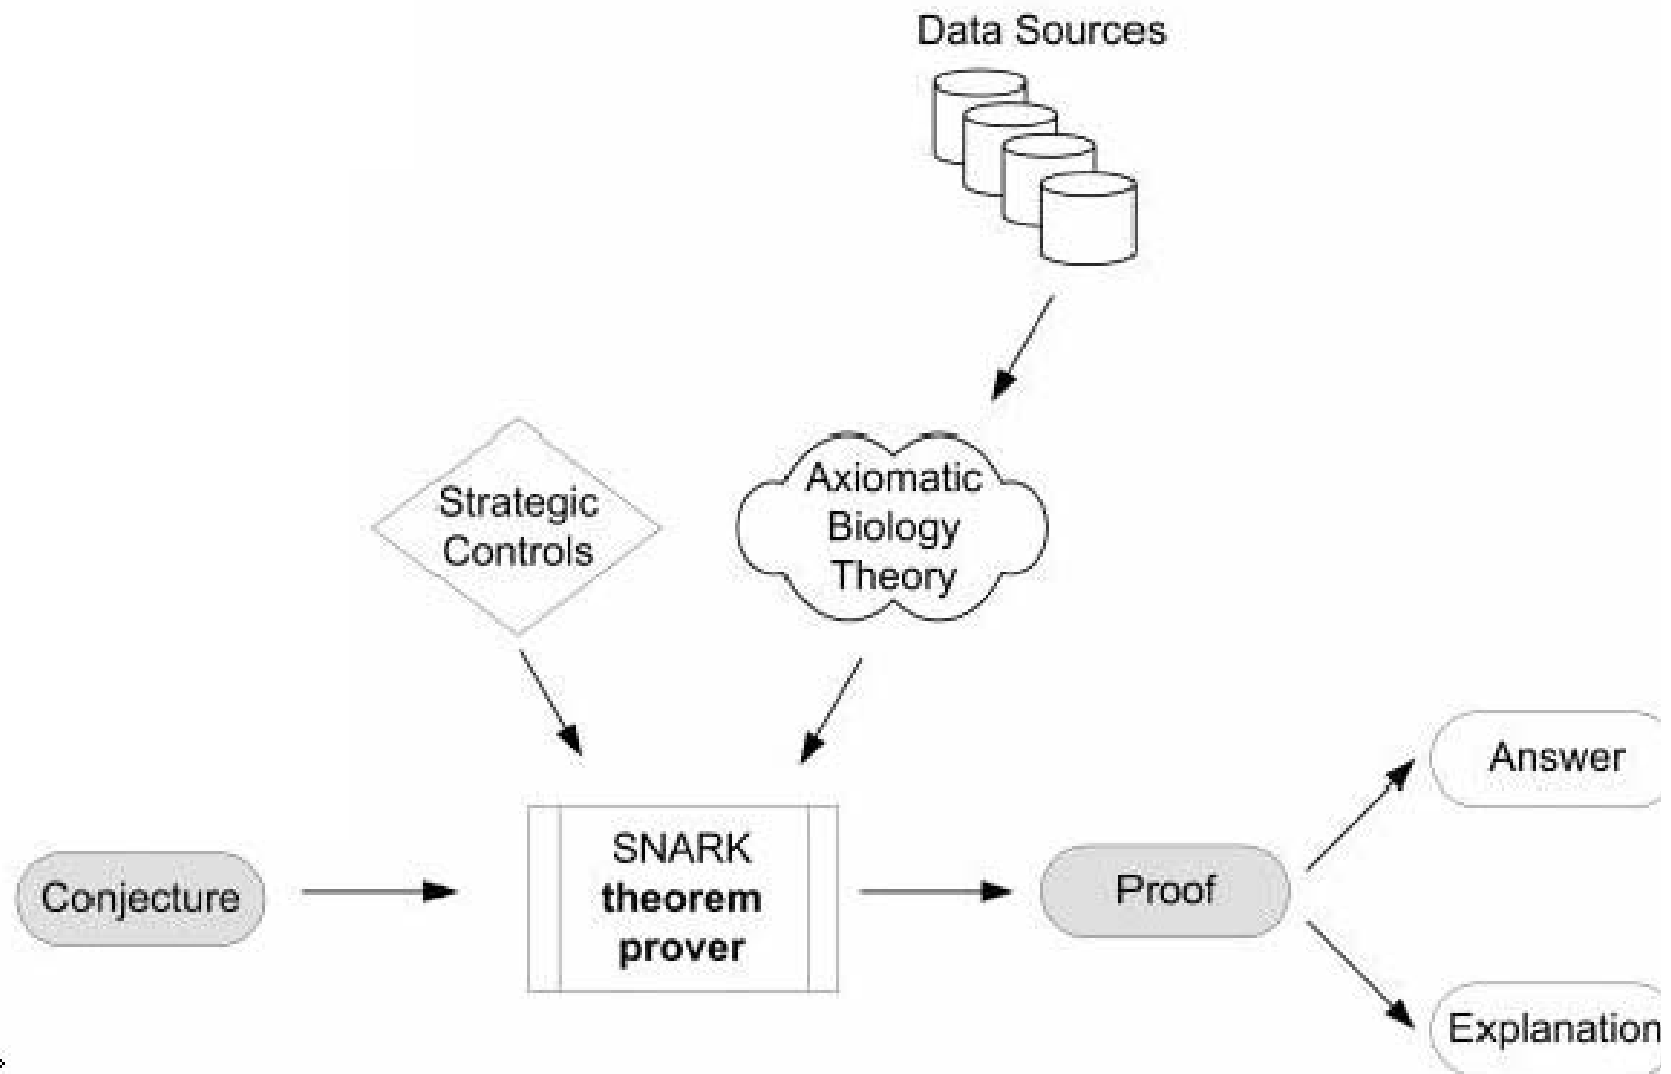 Data Sources
Strategic
Controls
Axiomatic
Biology
Theory
Conjecture
SNARK
theorem
prover
Proof
Answer
Explanation